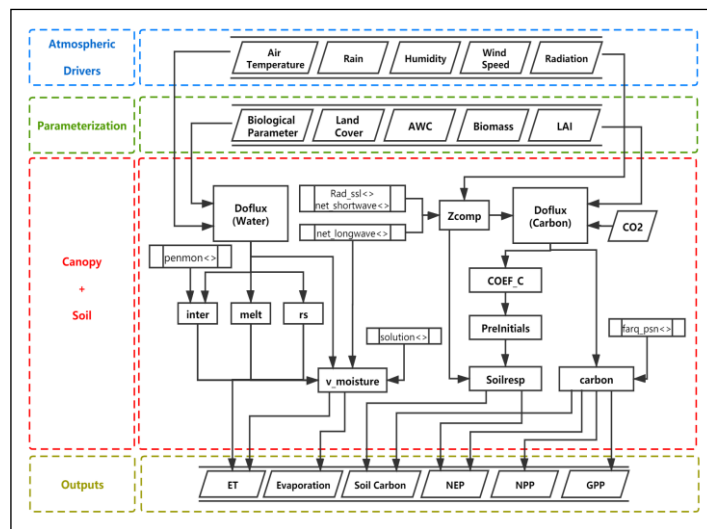 Atmospheric
Drivers
Air
Temperature
Rain
Humidity
Wind
Speed
Radiation
Parameterization
Biological
Parameter
Land
Cover
AWC
Biomass
LAI
Canopy
+
Soil
Doflux
(Water)
Rad_ssl<>
net_shortwave<>
net_longwave<>
Zcomp
Doflux
(Carbon)
CO2
penmon<>
COEF_C
inter
melt
rs
PreInitials
solution<>
farq_psn<>
v_moisture
Soilresp
carbon
Outputs
ET
Evaporation
Soil Carbon
NEP
NPP
GPP